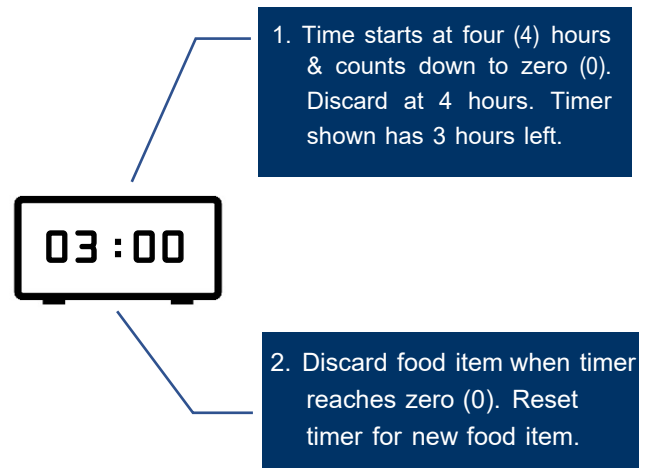 1. Time starts at four (4) hours
& counts down to zero (0).
Discard at 4 hours. Timer
shown has 3 hours left.
03:00
2. Discard food item when timer
reaches zero (0). Reset
timer for new food item.